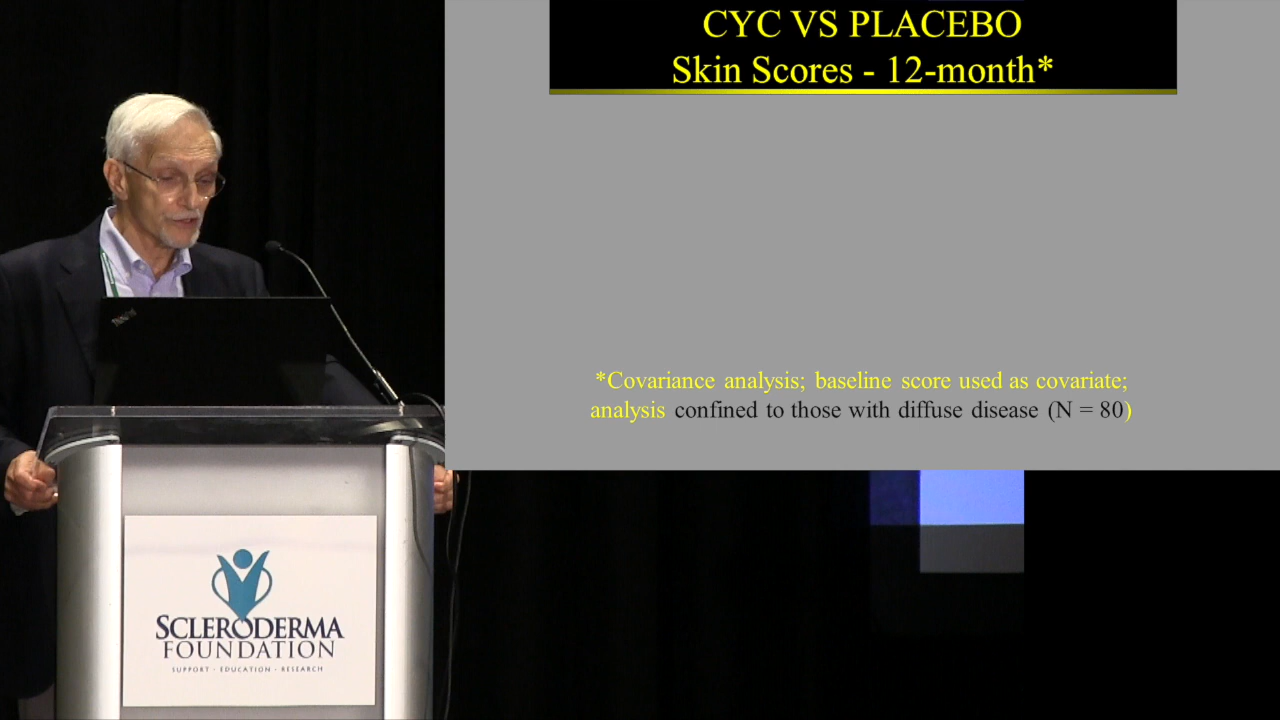 CYC VS PLACEBO
Skin Scores - 12-month*
*Covariance analysis; baseline score used as covariate;
analysis confined to those with diffuse disease (N = 80)
SCLERODERMA
FOUNDATION
SUPPORT · EDUCATION · RESEARCH